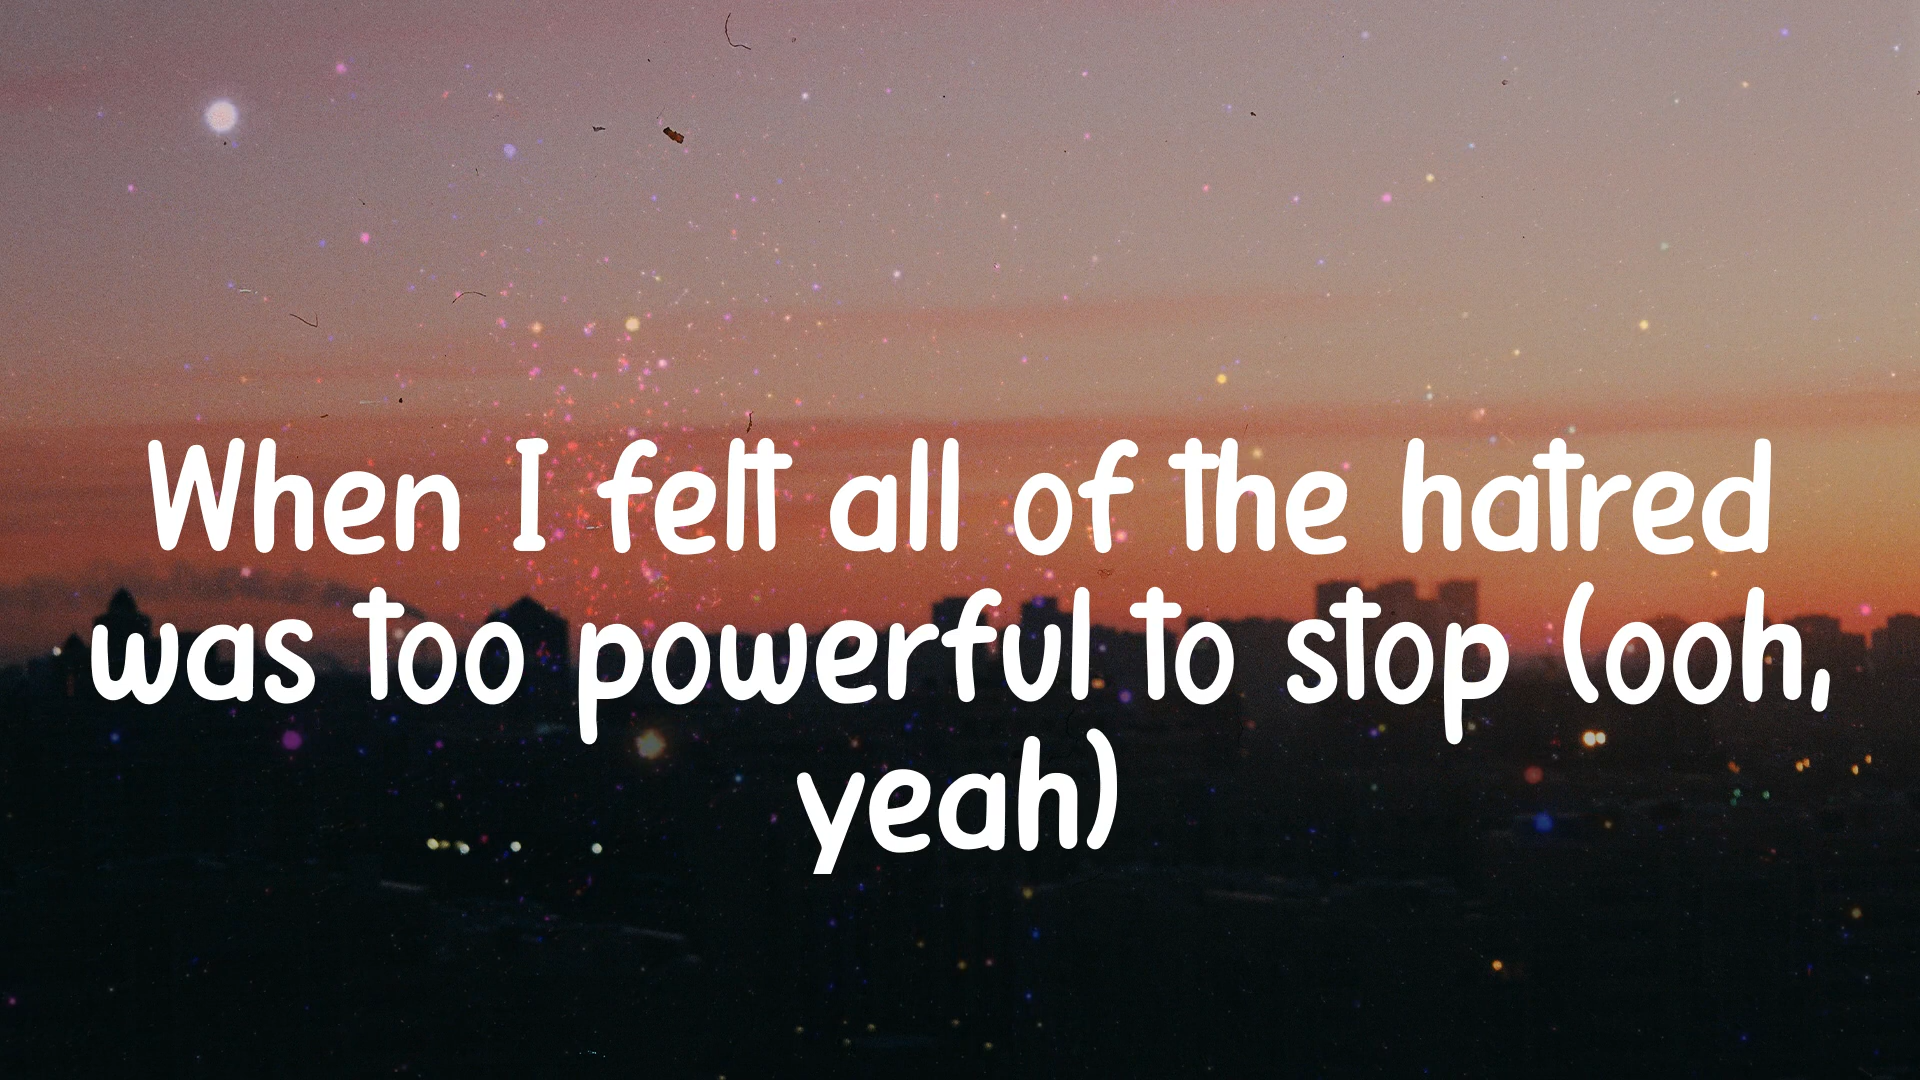 When I felt all of the hatred
was too powerful to stop (ooh,
yeah)